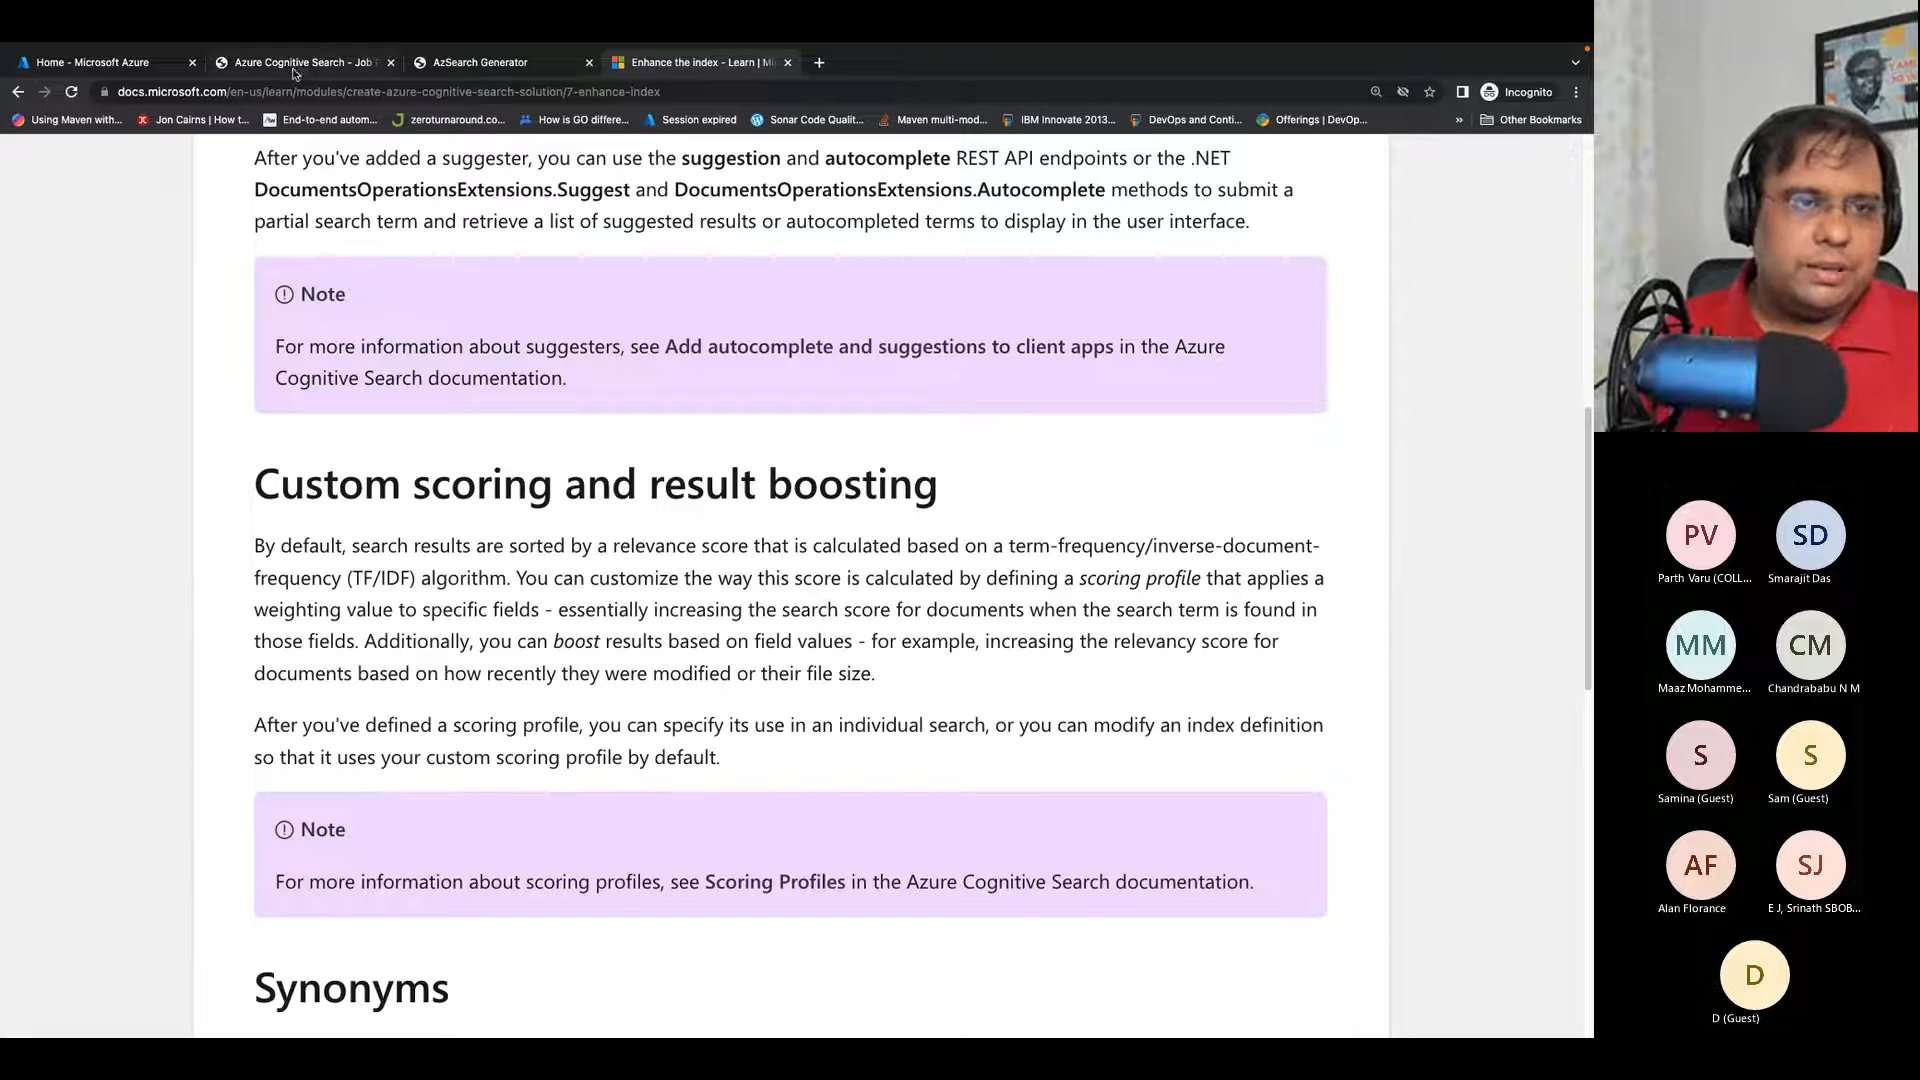 Home - Microsoft Azure
Azure Cognitive Search - Job
AzSearch Generator
Enhance the index - Learn | Mi
docs.microsoft.com/en-us/learn/modules/create-azure-cognitive-search-solution/7-enhance-index
Incognito
Using Maven with...
Jon Cairns | How t...
End-to-end autom...
zeroturnaround.co...
How is GO differe...
Session expired
Sonar Code Qualit...
Maven multi-mod...
IBM Innovate 2013...
DevOps and Conti...
Offerings | DevOp...
» Other Bookmarks
After you've added a suggester, you can use the suggestion and autocomplete REST API endpoints or the .NET
DocumentsOperationsExtensions.Suggest and DocumentsOperationsExtensions.Autocomplete methods to submit a
partial search term and retrieve a list of suggested results or autocompleted terms to display in the user interface.
Note
For more information about suggesters, see Add autocomplete and suggestions to client apps in the Azure
Cognitive Search documentation.
Custom scoring and result boosting
By default, search results are sorted by a relevance score that is calculated based on a term-frequency/inverse-document-
frequency (TF/IDF) algorithm. You can customize the way this score is calculated by defining a scoring profile that applies a
weighting value to specific fields - essentially increasing the search score for documents when the search term is found in
those fields. Additionally, you can boost results based on field values - for example, increasing the relevancy score for
documents based on how recently they were modified or their file size.
After you've defined a scoring profile, you can specify its use in an individual search, or you can modify an index definition
so that it uses your custom scoring profile by default.
Note
For more information about scoring profiles, see Scoring Profiles in the Azure Cognitive Search documentation.
Synonyms
PV
SD
Parth Varu (COLL...
Smarajit Das
MM
CM
Maaz Mohamme...
Chandrababu N M
S
S
Samina (Guest)
Sam (Guest)
AF
SJ
Alan Florance
E J, Srinath SBOB...
D
D (Guest)